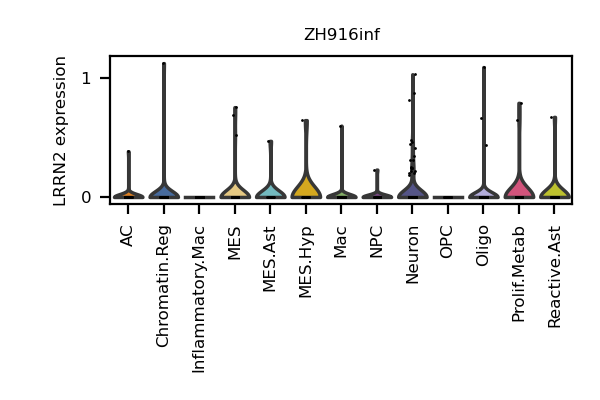 ZH916inf
LRRN2 expression
1
0
AC
Chromatin.Reg
Inflammatory.Mac
MES
MES.Ast
MES.Hyp
Mac
NPC
Neuron
OPC
Oligo
Prolif.Metab
Reactive.Ast